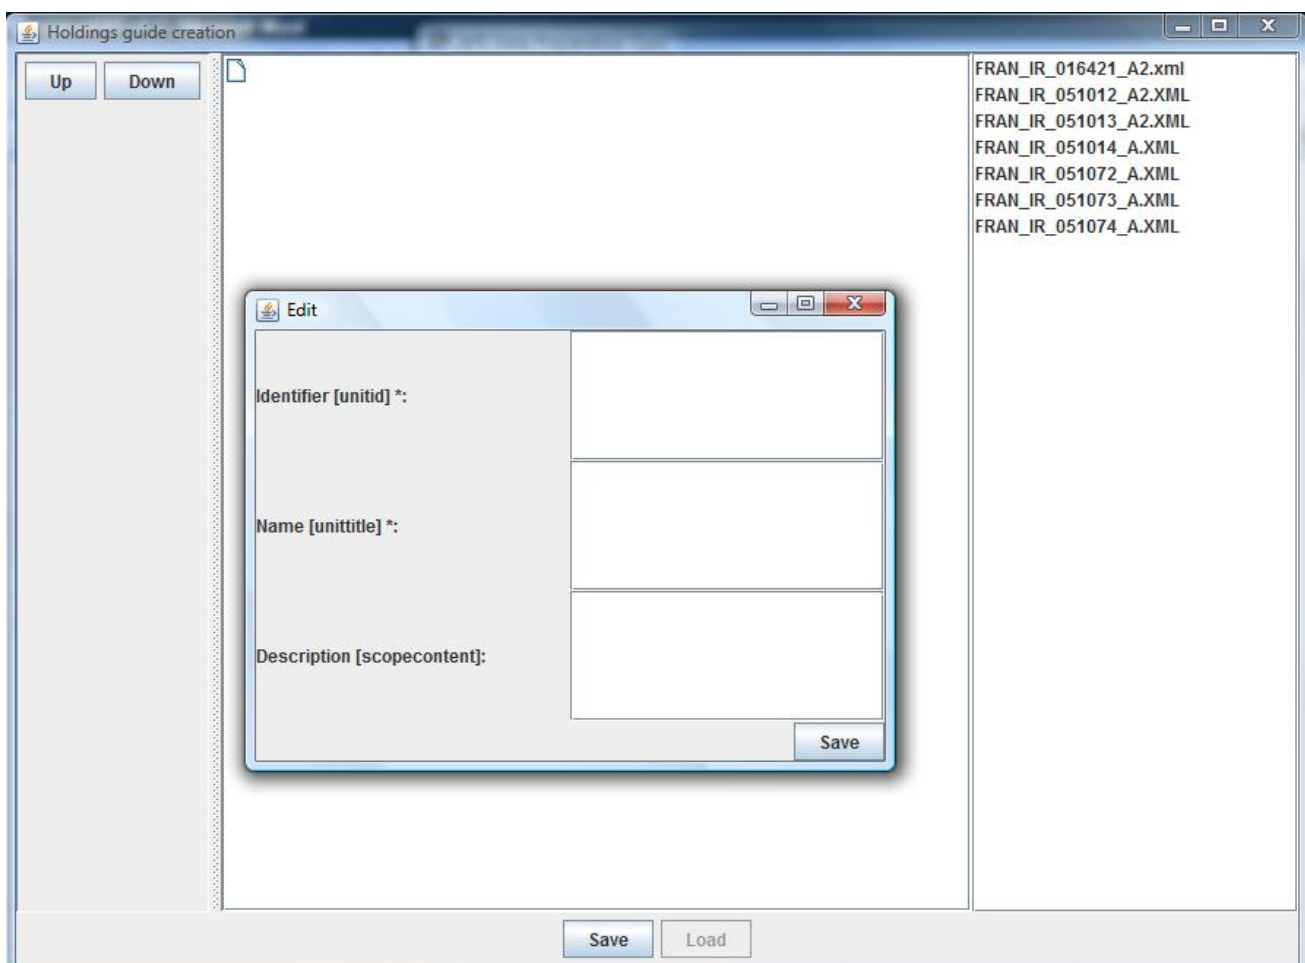 Holdings guide creation
Up
Down
FRAN_IR_016421_A2.xml
FRAN_IR_051012_A2.XML
FRAN_IR_051013_A2.XML
FRAN_IR_051014_A.XML
FRAN_IR_051072_A.XML
FRAN_IR_051073_A.XML
FRAN_IR_051074_A.XML
Edit
Identifier [unitid] *:
Name [unittitle] *:
Description [scopecontent]:
Save
Save
Load